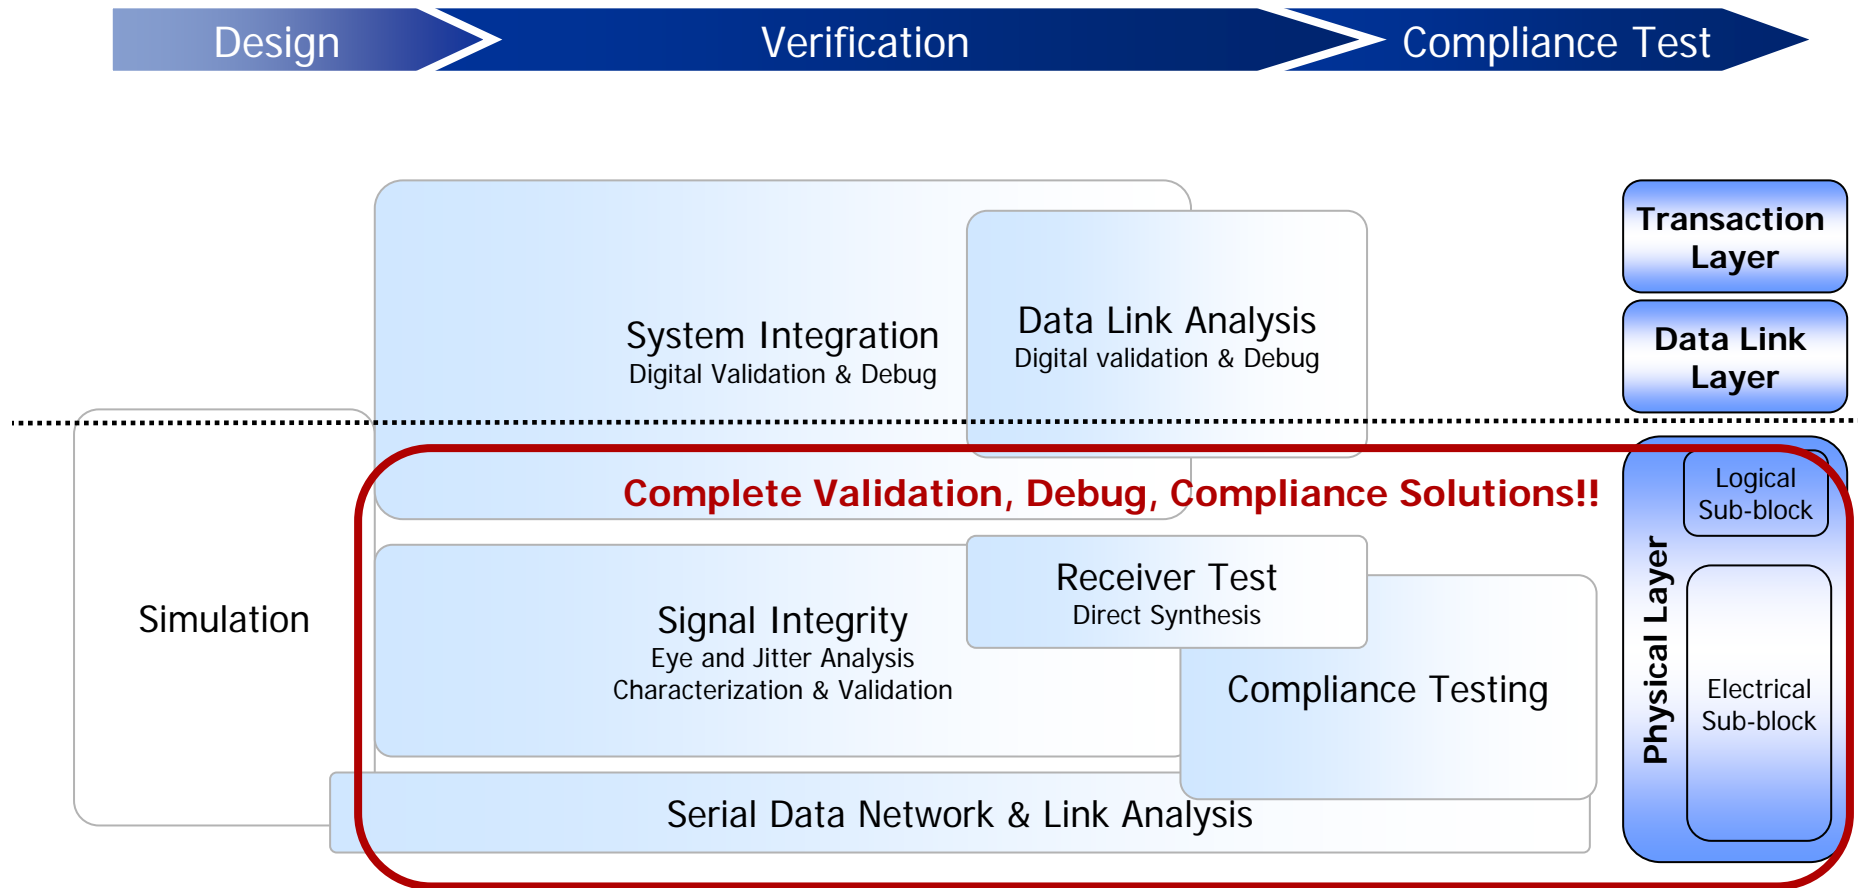 Design
Verification
Compliance Test
Transaction
Layer
System Integration
Digital Validation & Debug
Data Link Analysis
Digital validation & Debug
Data Link
Layer
Complete Validation, Debug, Compliance Solutions!!
Logical
Sub-block
Simulation
Signal Integrity
Eye and Jitter Analysis
Characterization & Validation
Receiver Test
Direct Synthesis
Compliance Testing
Physical Layer
Electrical
Sub-block
Serial Data Network & Link Analysis